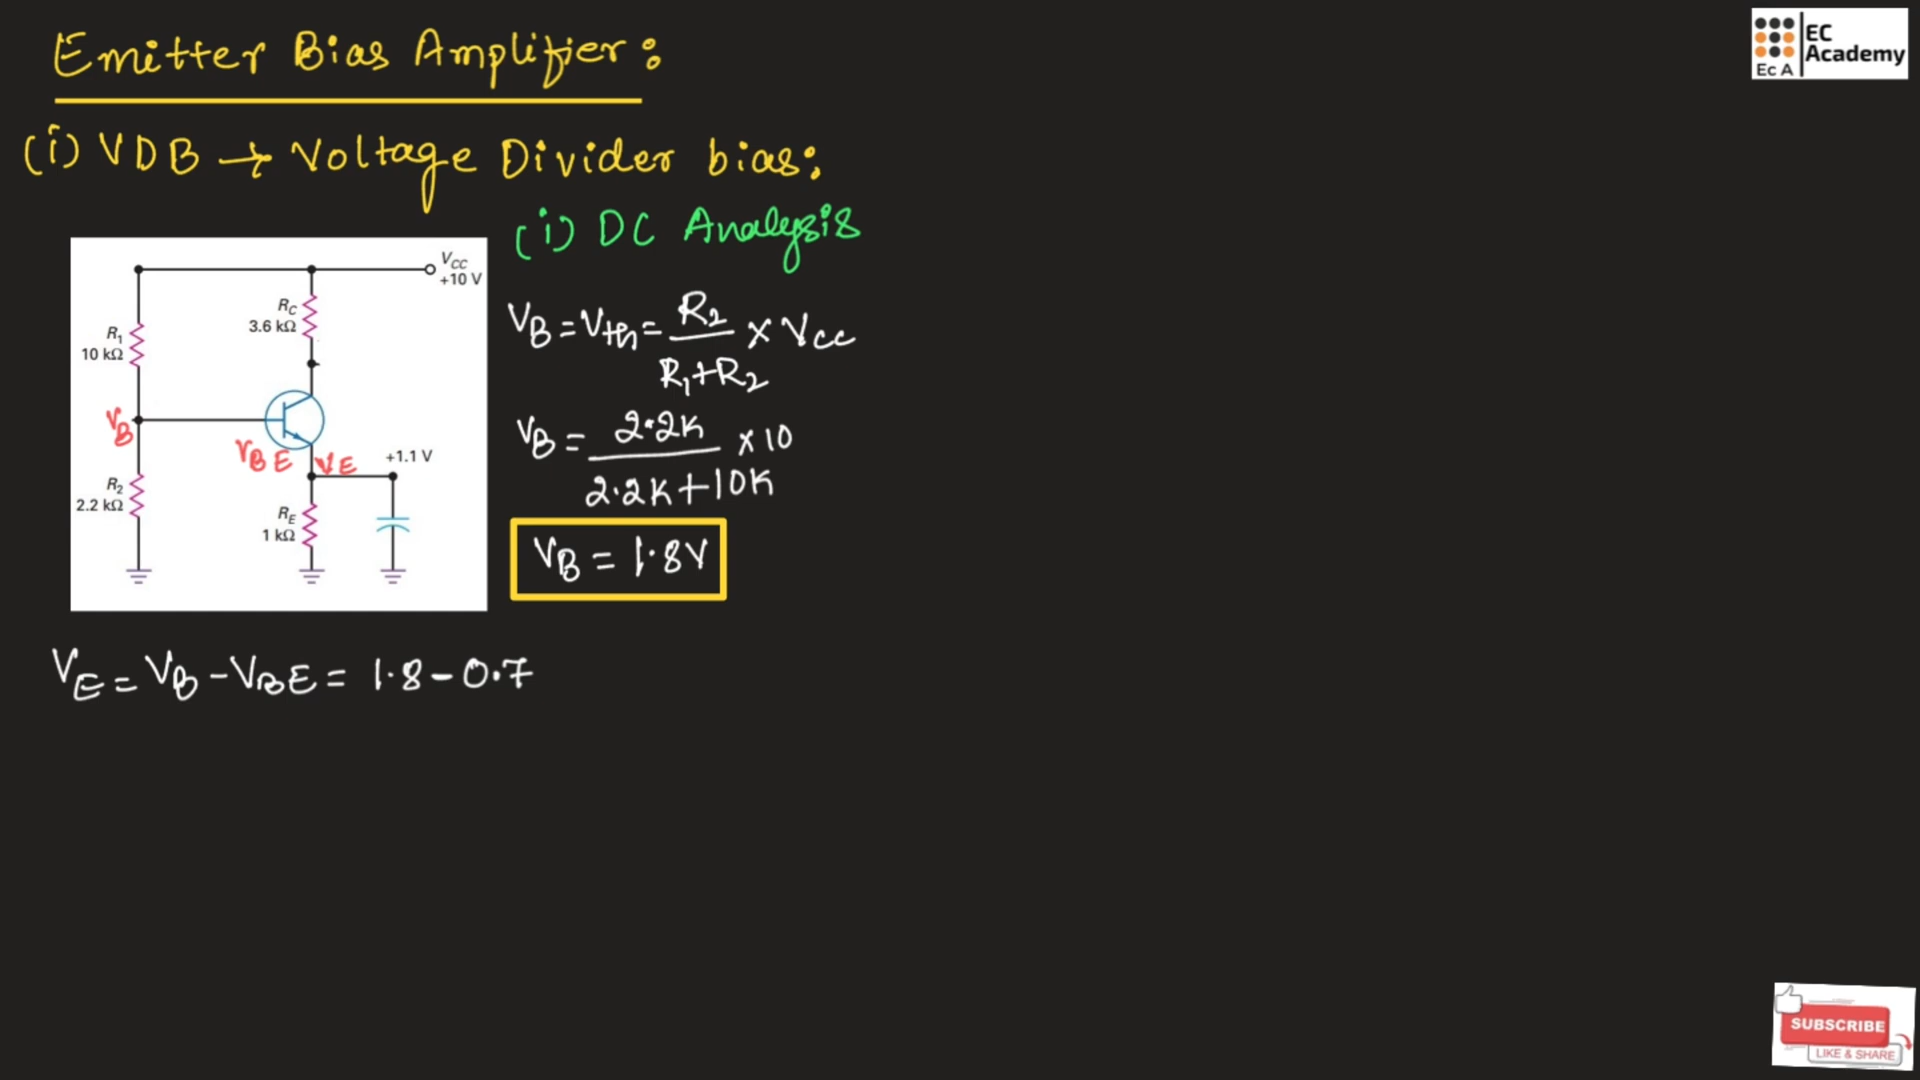 Emitter Bias Amplifier:
EC
Academy
Ec A
(i) VDB → Voltage Divider bias:
(i) DC Analysis
VCC
+10 V
RC
3.6 kΩ
R1
10 kΩ
VB
VBE VE
+1.1 V
R2
2.2 kΩ
RE
1 kΩ
VB = Vth = R2 / R1+R2 × Vcc
VB = 2.2K / 2.2K+10K × 10
VB = 1.8V
VE = VB - VBE = 1.8 - 0.7
SUBSCRIBE
LIKE & SHARE